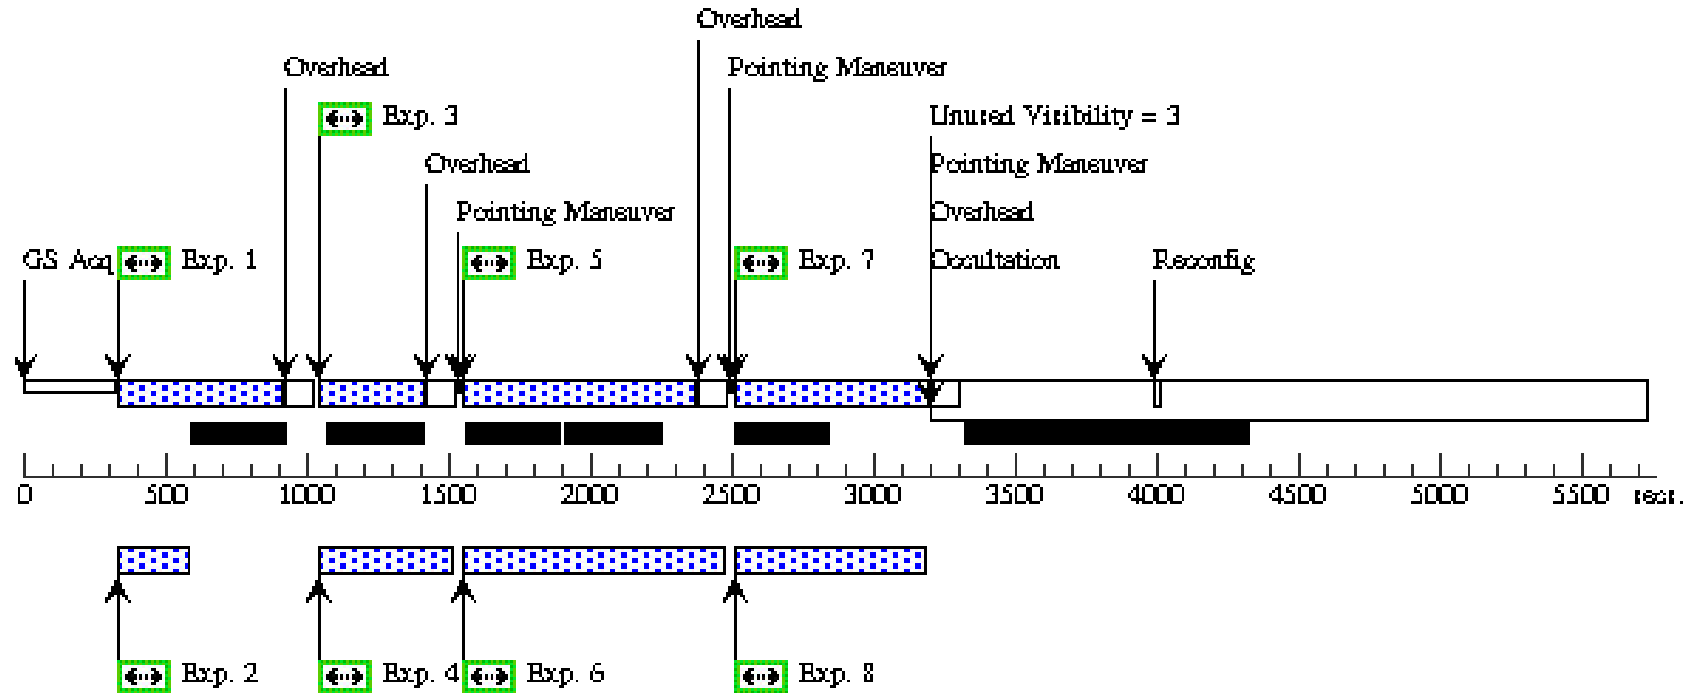 Overhead
Overhead
Pointing Maneuver
Exp. 3
Unused Visibility = 3
Overhead
Pointing Maneuver
Pointing Maneuver
Overhead
GS Acq
Exp. 1
Exp. 5
Exp. 7
Occultation
Reconfig
0 500 1000 1500 2000 2500 3000 3500 4000 4500 5000 5500 secs.
Exp. 2
Exp. 4
Exp. 6
Exp. 8